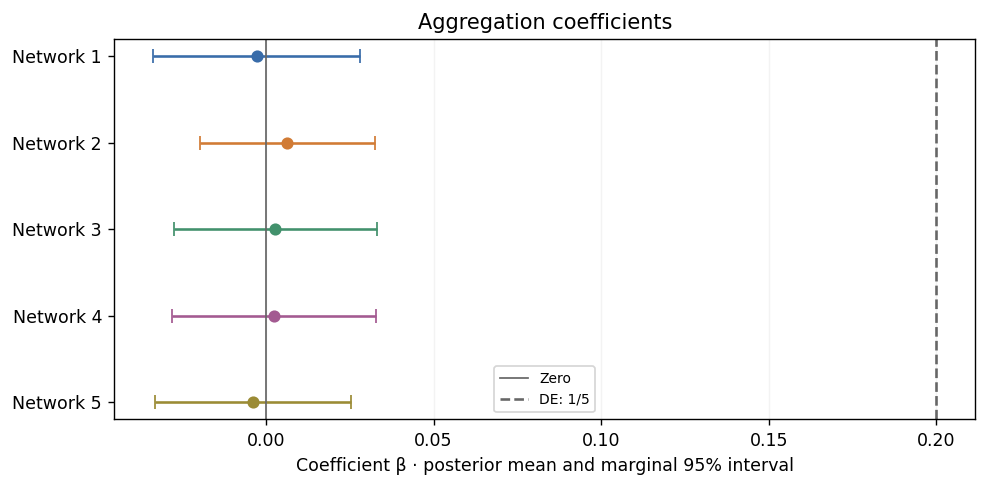 Aggregation coefficients
Network 1
Network 2
Network 3
Network 4
Network 5
Zero
DE: 1/5
0.00 0.05 0.10 0.15 0.20
Coefficient β · posterior mean and marginal 95% interval